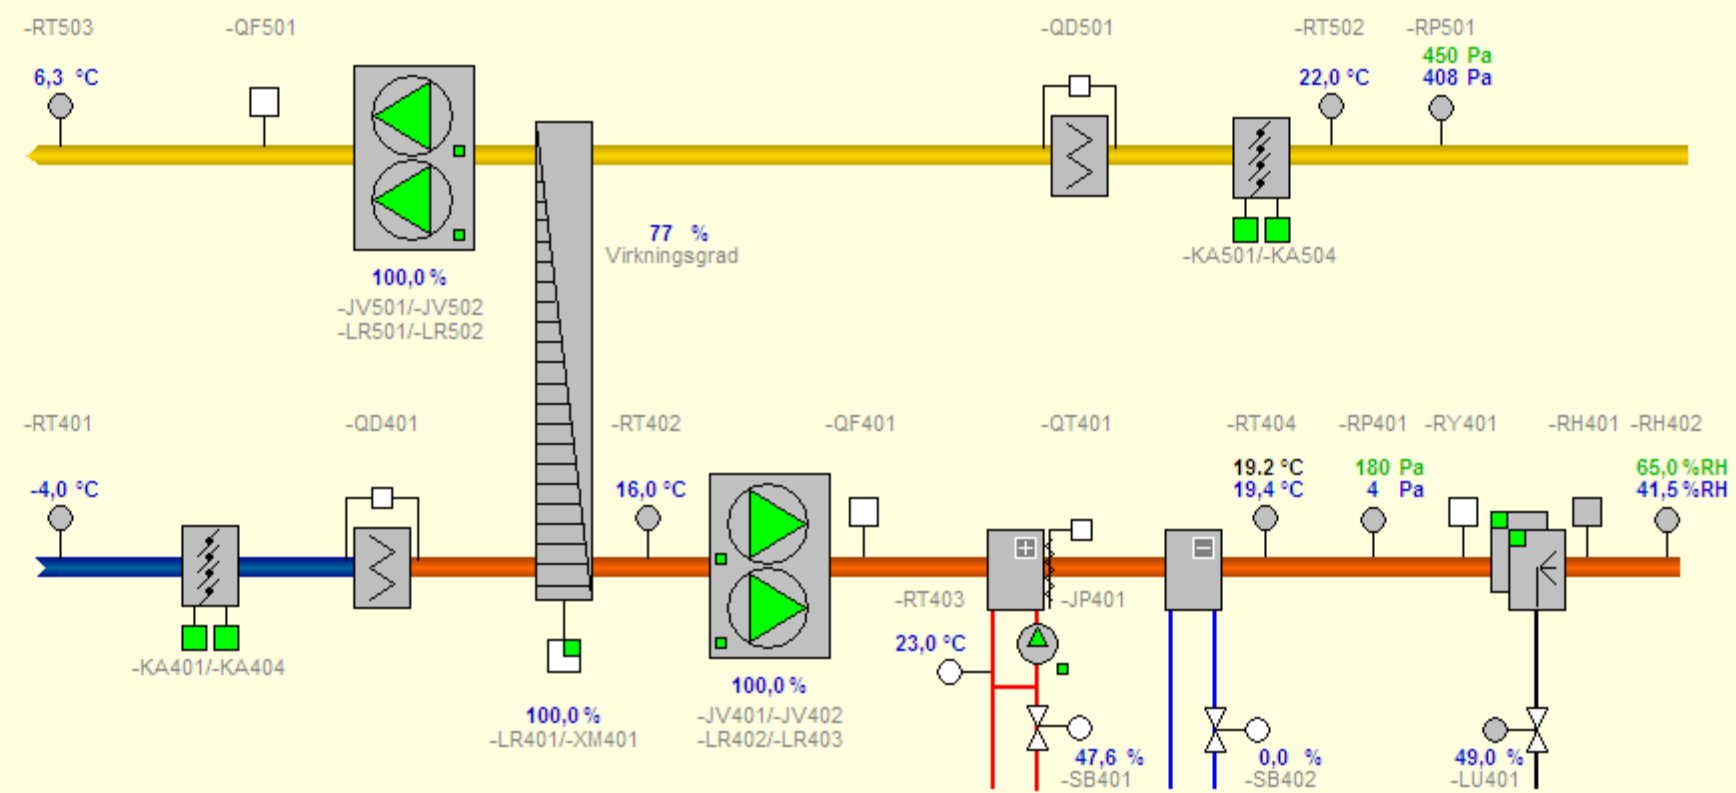 -RT503
-QF501
-QD501
-RT502
-RP501
6,3 °C
22,0 °C
450 Pa
408 Pa
77 %
Virkningsgrad
-KA501/-KA504
100,0 %
-JV501/-JV502
-LR501/-LR502
-RT401
-QD401
-RT402
-QF401
-QT401
-RT404
-RP401
-RY401
-RH401
-RH402
-4,0 °C
16,0 °C
19.2 °C
19,4 °C
180 Pa
4 Pa
65,0 %RH
41,5 %RH
-RT403
-JP401
23,0 °C
-KA401/-KA404
100,0 %
-LR401/-XM401
100,0 %
-JV401/-JV402
-LR402/-LR403
47,6 %
-SB401
0,0 %
-SB402
49,0 %
-LU401